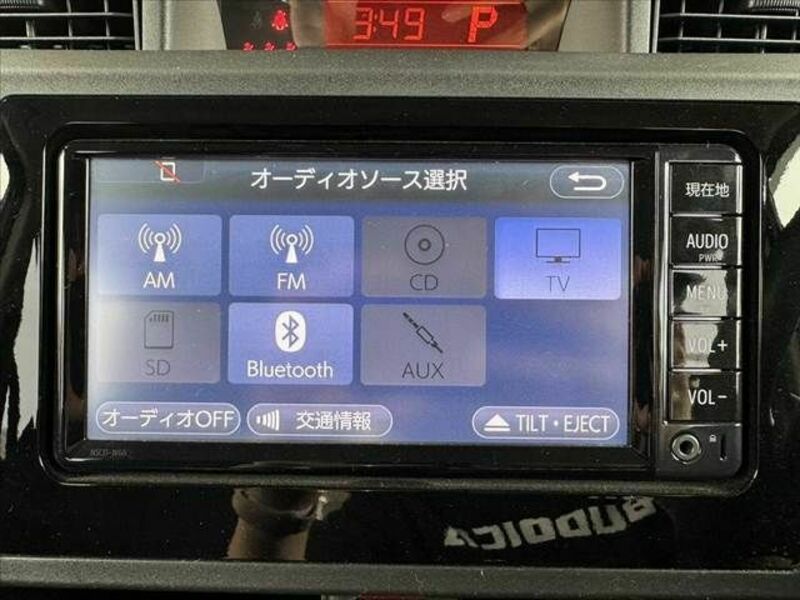 3:49 P
オーディオソース選択
現在地
AM FM CD TV
AUDIO
PWR
MENU
SD Bluetooth AUX
VOL+
VOL-
オーディオOFF 交通情報 TILT・EJECT